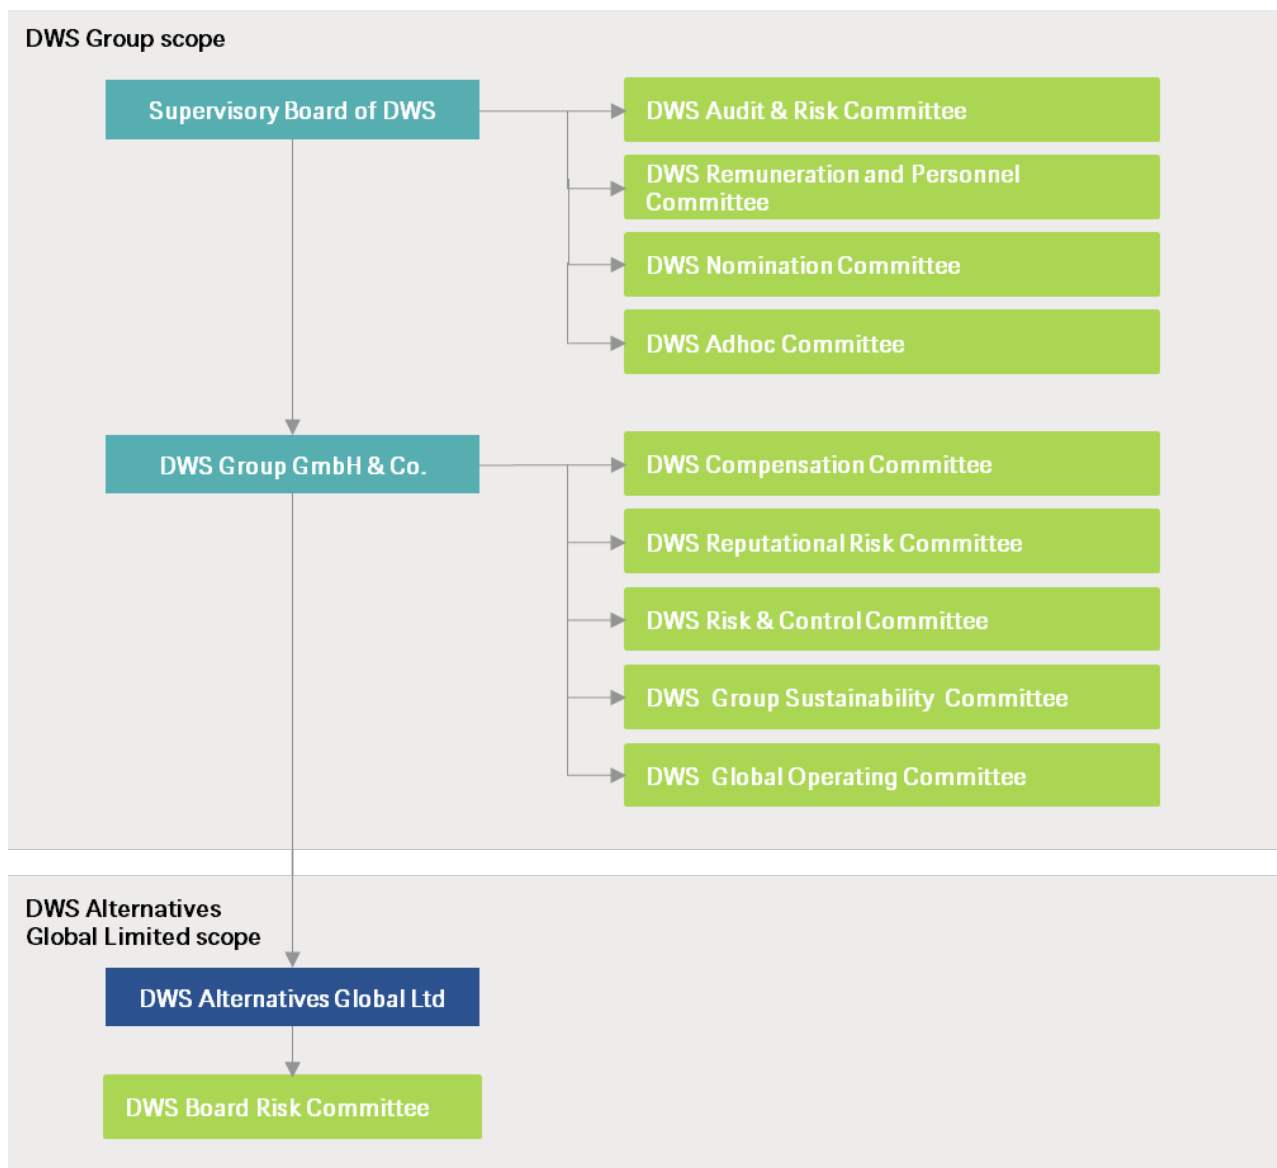 DWS Group scope
Supervisory Board of DWS
DWS Audit & Risk Committee
DWS Remuneration and Personnel
Committee
DWS Nomination Committee
DWS Adhoc Committee
DWS Group GmbH & Co.
DWS Compensation Committee
DWS Reputational Risk Committee
DWS Risk & Control Committee
DWS Group Sustainability Committee
DWS Global Operating Committee
DWS Alternatives
Global Limited scope
DWS Alternatives Global Ltd
DWS Board Risk Committee